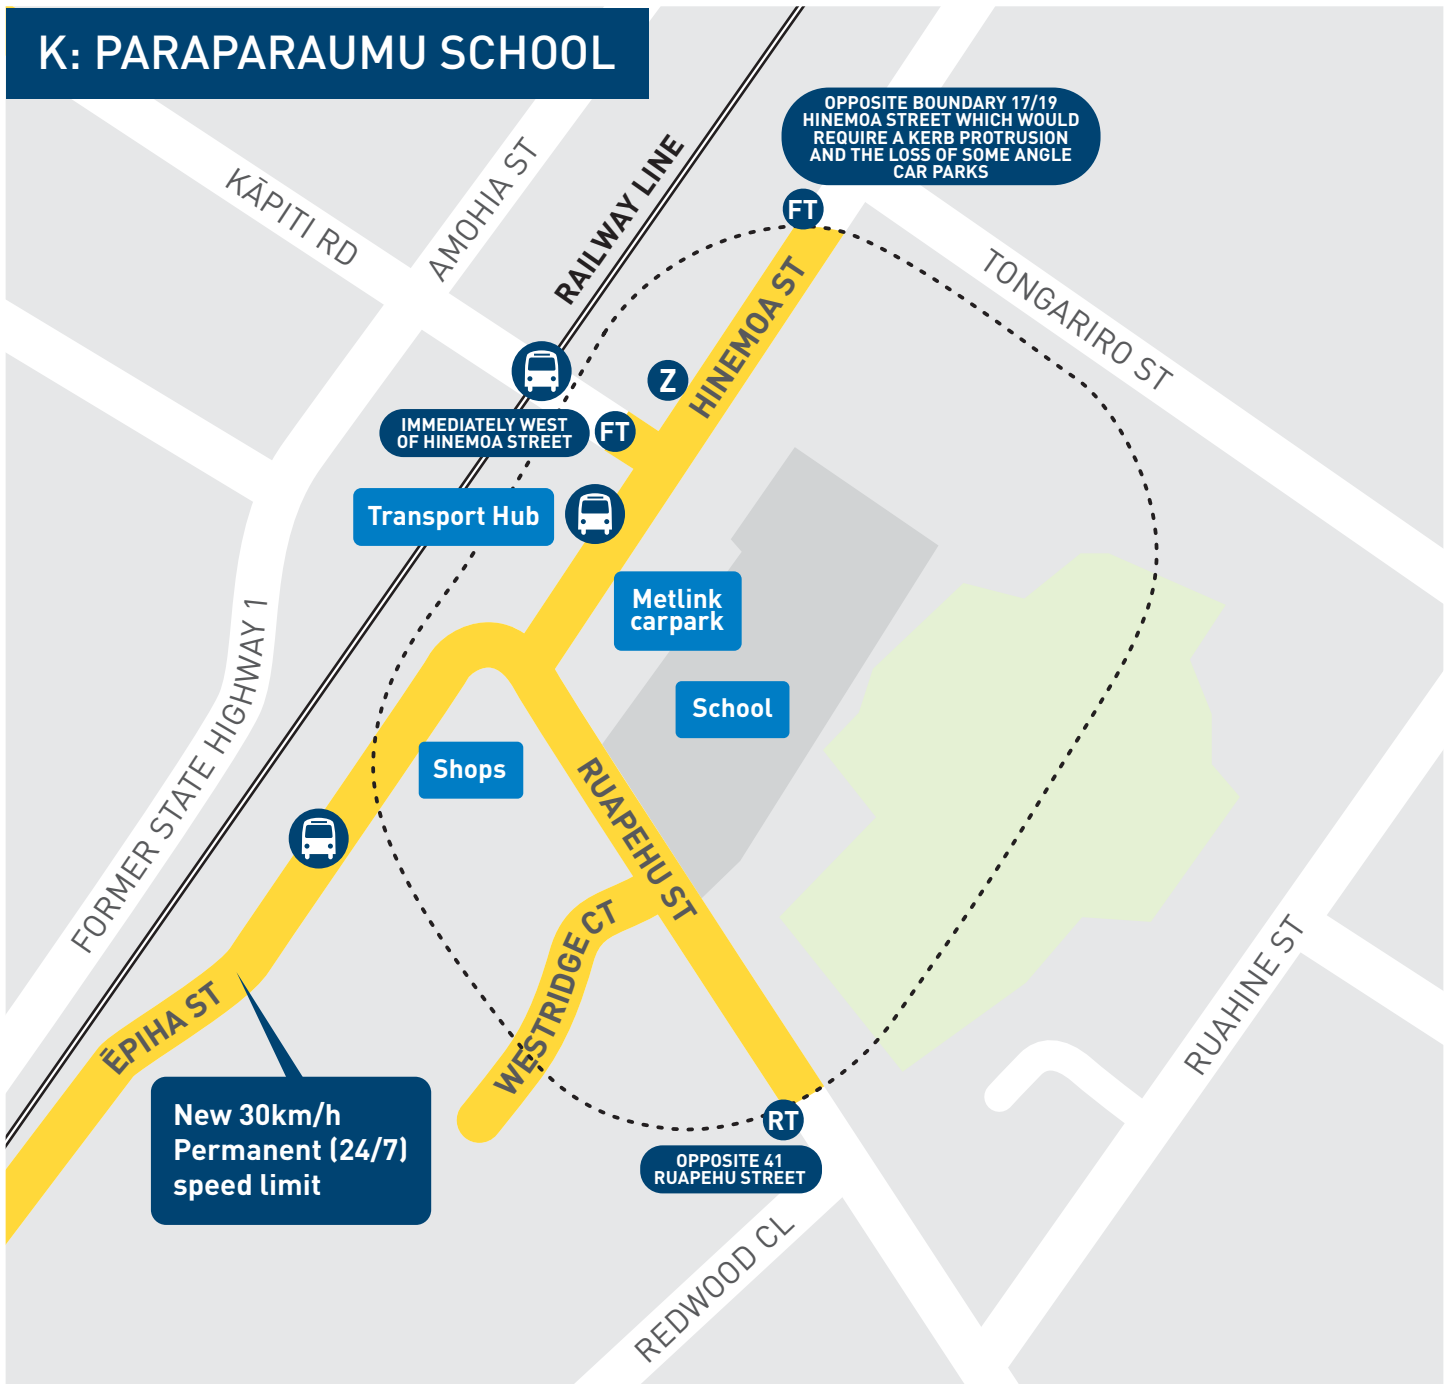 K: PARAPARAUMU SCHOOL
OPPOSITE BOUNDARY 17/19
HINEMOA STREET WHICH WOULD
REQUIRE A KERB PROTRUSION
AND THE LOSS OF SOME ANGLE
CAR PARKS
FT
KĀPITI RD
AMOHIA ST
RAILWAY LINE
HINEMOA ST
TONGARIRO ST
Z
IMMEDIATELY WEST
OF HINEMOA STREET
FT
Transport Hub
Metlink
carpark
School
Shops
FORMER STATE HIGHWAY 1
RUAPEHU ST
WESTRIDGE CT
ĒPIHA ST
RUAHINE ST
New 30km/h
Permanent (24/7)
speed limit
RT
OPPOSITE 41
RUAPEHU STREET
REDWOOD CL